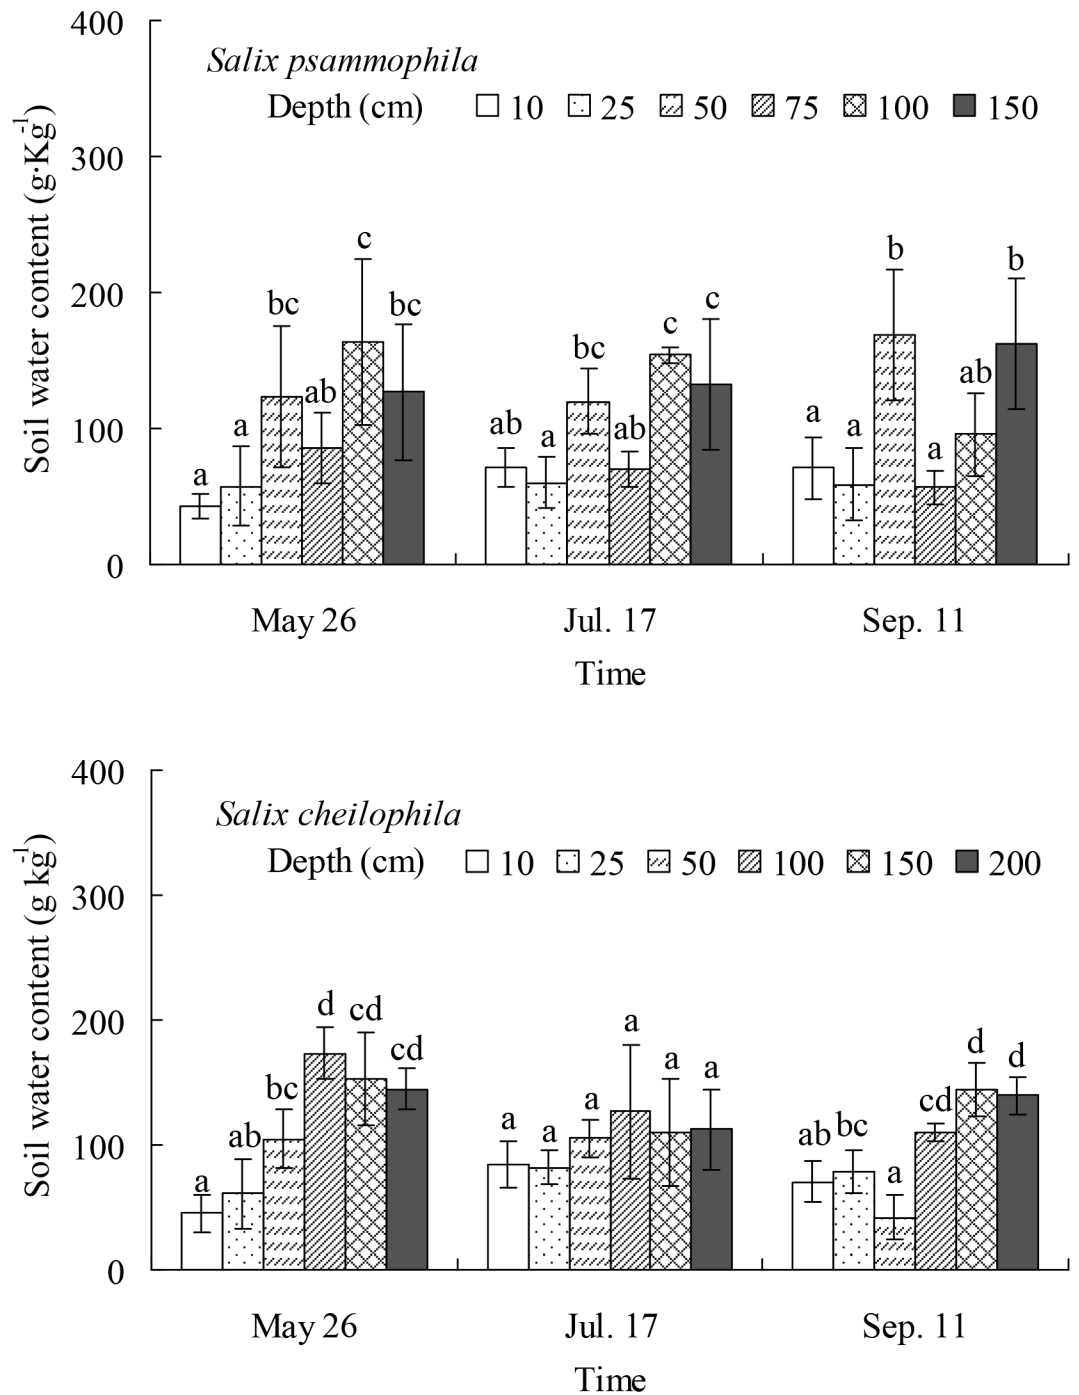 400
Salix psammophila
Depth (cm) 10 25 50 75 100 150
300
200
100
0
Soil water content (g·Kg-1)
a a bc ab c bc
ab a bc ab c c
a a b a ab b
May 26 Jul. 17 Sep. 11
Time
400
Salix cheilophila
Depth (cm) 10 25 50 100 150 200
300
200
100
0
Soil water content (g kg-1)
a ab bc d cd cd
a a a a a a
ab bc a cd d d
May 26 Jul. 17 Sep. 11
Time